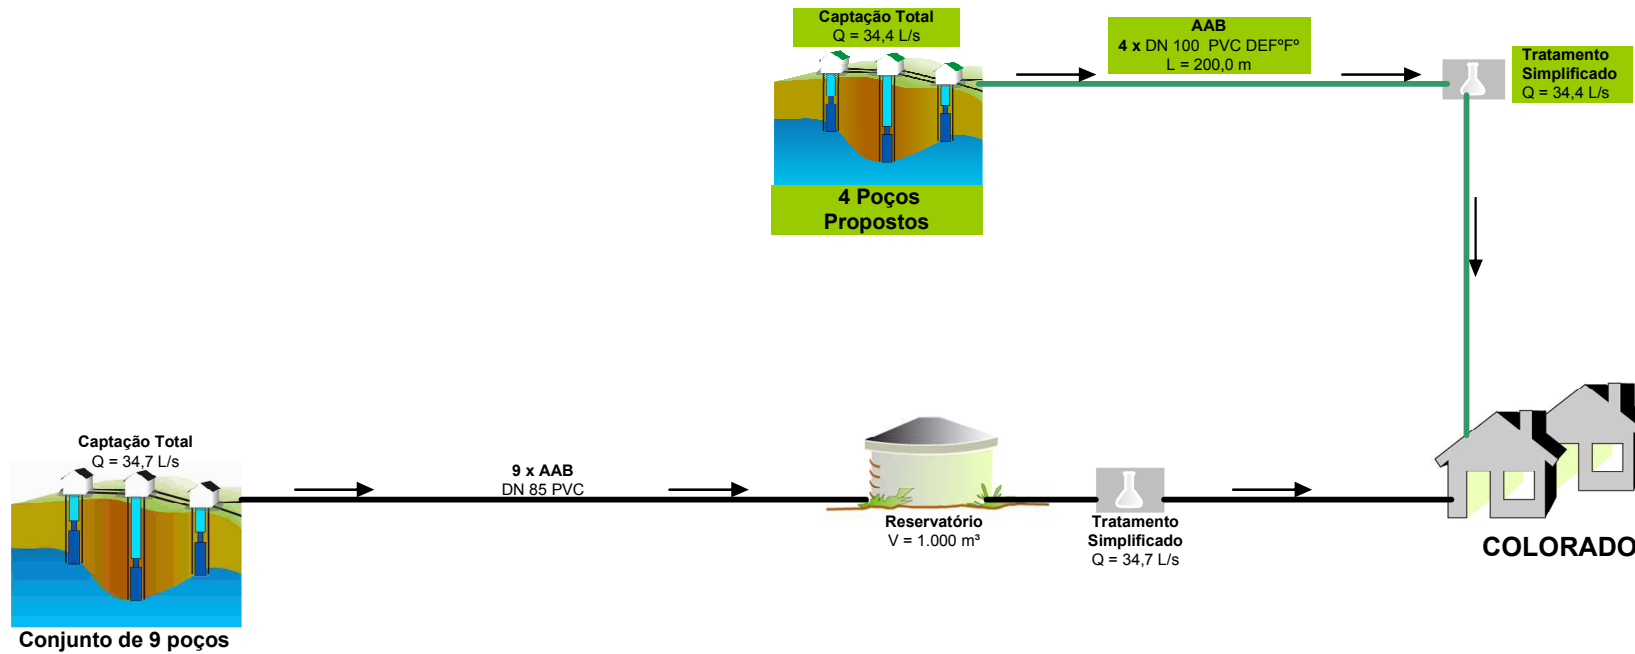 Captação Total
Q = 34,4 L/s
AAB
4 x DN 100 PVC DEFºFº
L = 200,0 m
Tratamento
Simplificado
Q = 34,4 L/s
4 Poços
Propostos
Captação Total
Q = 34,7 L/s
9 x AAB
DN 85 PVC
Reservatório
V = 1.000 m³
Tratamento
Simplificado
Q = 34,7 L/s
COLORADO
Conjunto de 9 poços